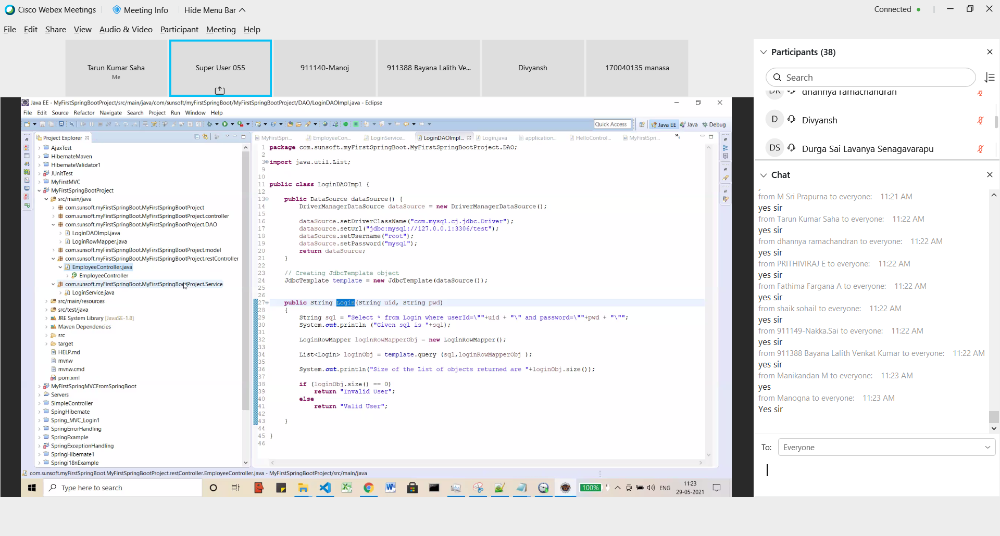 Cisco Webex Meetings
Meeting Info
Hide Menu Bar
Connected
File Edit Share View Audio & Video Participant Meeting Help
Tarun Kumar Saha
Me
Super User 055
911140-Manoj
911388 Bayana Lalith Ve...
Divyansh
170040135 manasa
Java EE - MyFirstSpringBootProject/src/main/java/com/sunsoft/myFirstSpringBoot/MyFirstSpringBootProject/DAO/LoginDAOImpl.java - Eclipse
File Edit Source Refactor Navigate Search Project Run Window Help
Quick Access
Java EE
Java
Debug
Project Explorer
AjaxTest
HibernateMaven
HibernateValidator1
JUnitTest
MyFirstMVC
MyFirstSpringBootProject
src/main/java
com.sunsoft.myFirstSpringBoot.MyFirstSpringBootProject
com.sunsoft.myFirstSpringBoot.MyFirstSpringBootProject.controller
com.sunsoft.myFirstSpringBoot.MyFirstSpringBootProject.DAO
LoginDAOImpl.java
LoginRowMapper.java
com.sunsoft.myFirstSpringBoot.MyFirstSpringBootProject.model
com.sunsoft.myFirstSpringBoot.MyFirstSpringBootProject.restController
EmployeeController.java
EmployeeController
com.sunsoft.myFirstSpringBoot.MyFirstSpringBootProject.Service
LoginService.java
src/main/resources
src/test/java
JRE System Library [JavaSE-1.8]
Maven Dependencies
src
target
HELP.md
mvnw
mvnw.cmd
pom.xml
MyFirstSpringMVCFromSpringBoot
Servers
SimpleController
SpingHibernate
Spring_MVC_Login1
SpringErrorHandling
SpringExample
SpringExceptionHandling
SpringHibernate1
Springi18nExample
MyFirstSpri...
EmployeeCon...
LoginService...
LoginDAOImpl...
Login.java
application...
HelloControl...
MyFirstSpri...
1 package com.sunsoft.myFirstSpringBoot.MyFirstSpringBootProject.DAO;
2
3 import java.util.List;
9
10
11 public class LoginDAOImpl {
12
13 public DataSource dataSource() {
14 DriverManagerDataSource dataSource = new DriverManagerDataSource();
15
16 dataSource.setDriverClassName("com.mysql.cj.jdbc.Driver");
17 dataSource.setUrl("jdbc:mysql://127.0.0.1:3306/test");
18 dataSource.setUsername("root");
19 dataSource.setPassword("mysql");
20 return dataSource;
21 }
22
23 // Creating JdbcTemplate object
24 JdbcTemplate template = new JdbcTemplate(dataSource());
25
26
27 public String Login(String uid, String pwd)
28 {
29 String sql = "Select * from Login where userId=\""+uid + "\" and password=\""+pwd + "\"";
30 System.out.println ("Given sql is "+sql);
31
32 LoginRowMapper loginRowMapperObj = new LoginRowMapper();
33
34 List<Login> loginObj = template.query (sql,loginRowMapperObj );
35
36 System.out.println("Size of the List of objects returned are "+loginObj.size());
37
38 if (loginObj.size() == 0)
39 return "Invalid User";
40 else
41 return "Valid User";
42
43 }
44
45 }
46
com.sunsoft.myFirstSpringBoot.MyFirstSpringBootProject.restController.EmployeeController.java - MyFirstSpringBootProject/src/main/java
Type here to search
100%
ENG
11:23
29-05-2021
Participants (38)
Search
DR dhannya ramachandran
D Divyansh
DS Durga Sai Lavanya Senagavarapu
Chat
from M Sri Prapurna to everyone: 11:21 AM
yes sir
from Tarun Kumar Saha to everyone: 11:22 AM
yes sir
from dhannya ramachandran to everyone: 11:22 AM
yes sir
from PRITHIVIRAJ E to everyone: 11:22 AM
yes sir
from Fathima Fargana A to everyone: 11:22 AM
yes sir
from shaik sohail to everyone: 11:22 AM
yes sir
from 911149-Nakka.Sai to everyone: 11:22 AM
yes sir
from 911388 Bayana Lalith Venkat Kumar to everyone: 11:22 AM
yes sir
from Manikandan M to everyone: 11:23 AM
yes
from Manogna to everyone: 11:23 AM
Yes sir
To: Everyone